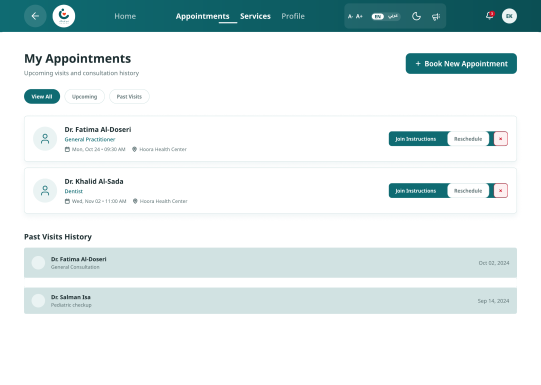 Home
Appointments
Services
Profile
A-
A+
EN
عربي
EK
My Appointments
Upcoming visits and consultation history
+ Book New Appointment
View All
Upcoming
Past Visits
Dr. Fatima Al-Doseri
General Practitioner
Mon, Oct 24 • 09:30 AM
Hoora Health Center
Join Instructions
Reschedule
×
Dr. Khalid Al-Sada
Dentist
Wed, Nov 02 • 11:00 AM
Hoora Health Center
Join Instructions
Reschedule
×
Past Visits History
Dr. Fatima Al-Doseri
General Consultation
Oct 02, 2024
Dr. Salman Isa
Pediatric checkup
Sep 14, 2024